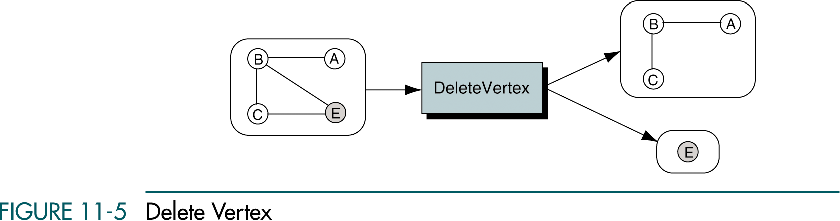 B A
C E
DeleteVertex
B A
C
E
FIGURE 11-5 Delete Vertex